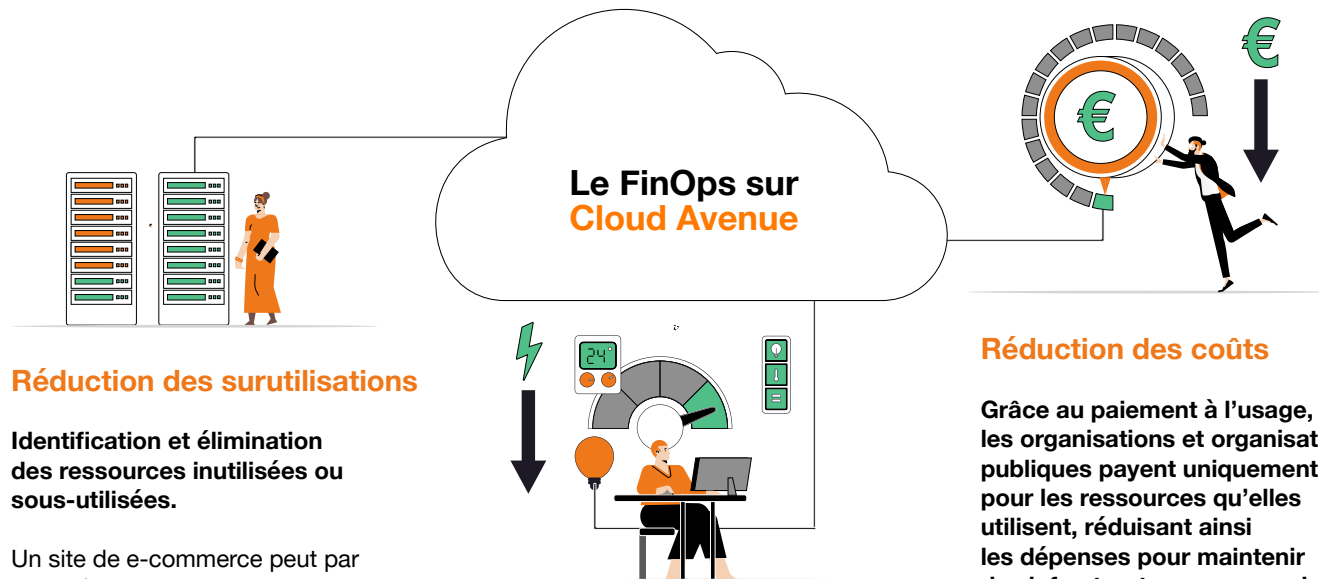 Le FinOps sur
Cloud Avenue
24°
Réduction des surutilisations
Identification et élimination
des ressources inutilisées ou
sous-utilisées.
Un site de e-commerce peut par
Réduction des coûts
Grâce au paiement à l’usage,
les organisations et organisat
publiques payent uniquement
pour les ressources qu’elles
utilisent, réduisant ainsi
les dépenses pour maintenir
€
€